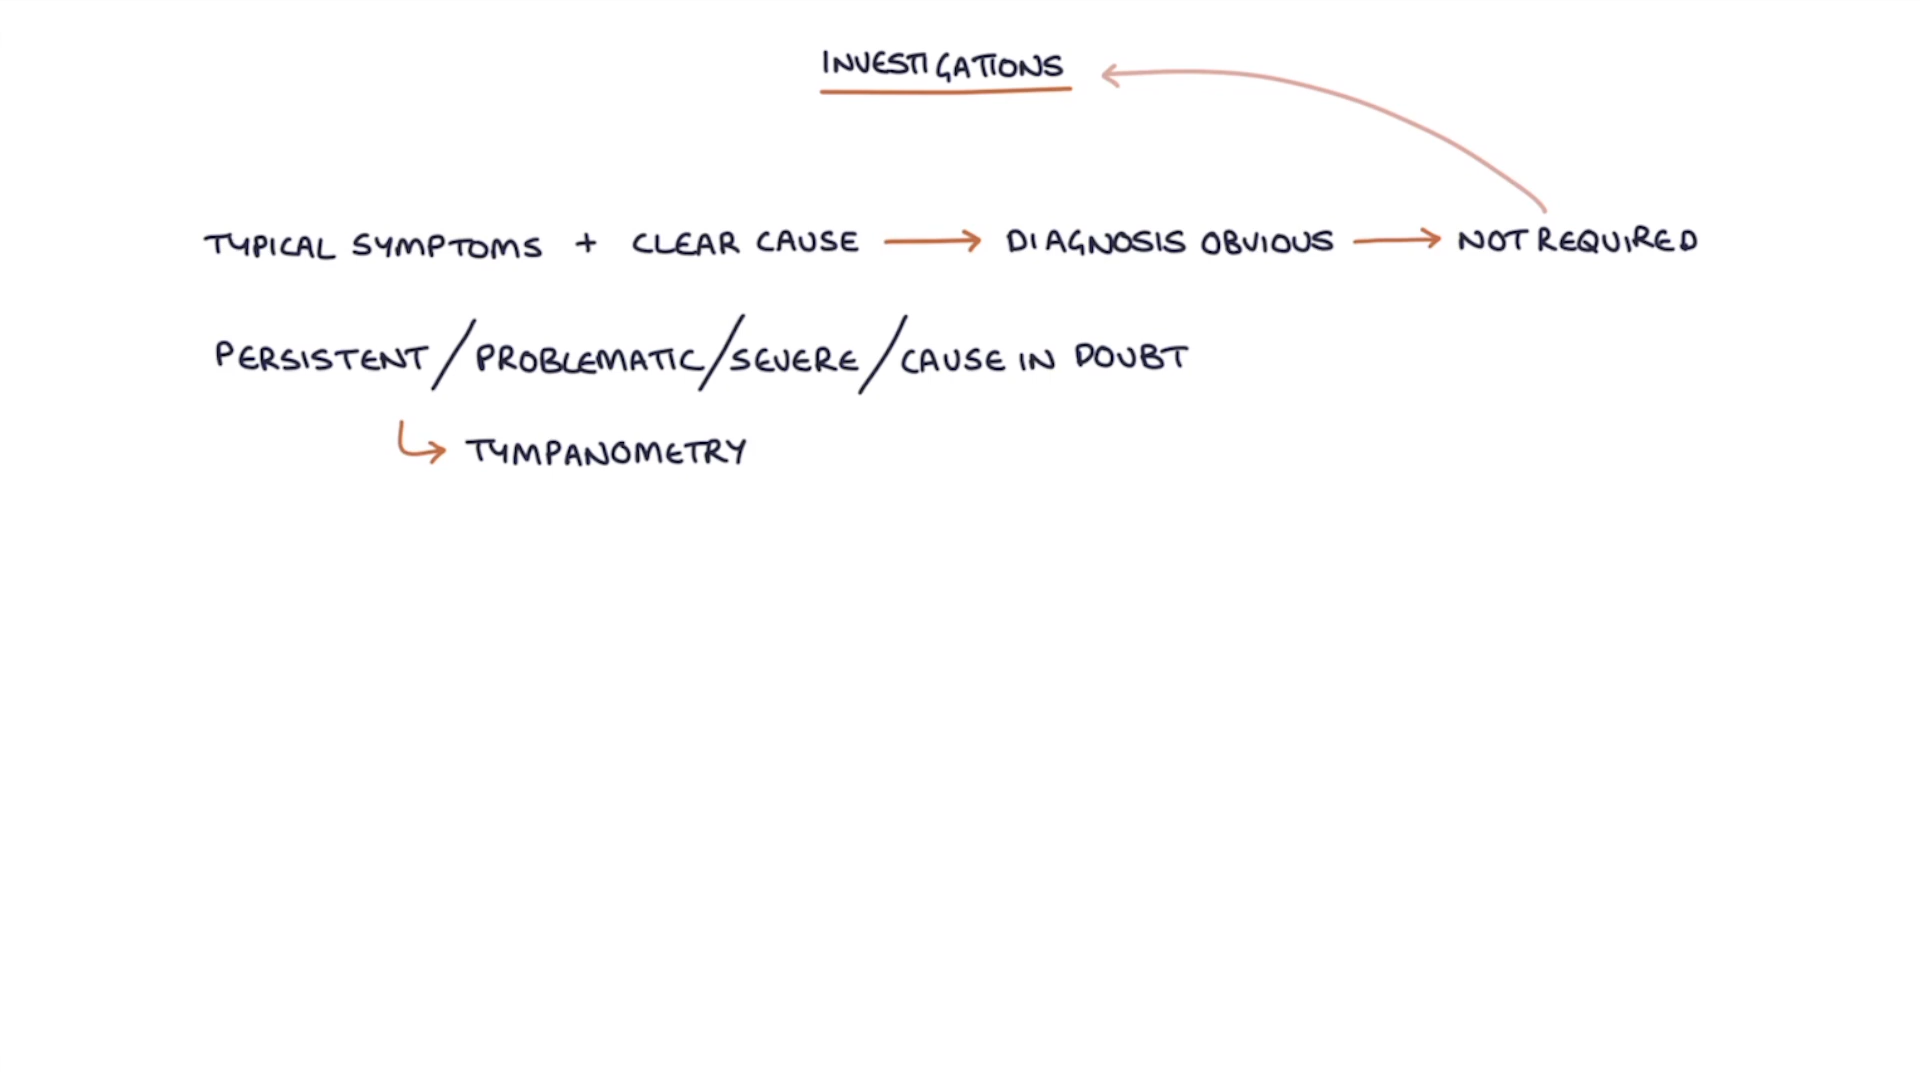 INVESTIGATIONS
TYPICAL SYMPTOMS + CLEAR CAUSE → DIAGNOSIS OBVIOUS → NOT REQUIRED
PERSISTENT/PROBLEMATIC/SEVERE/CAUSE IN DOUBT
TYMPANOMETRY